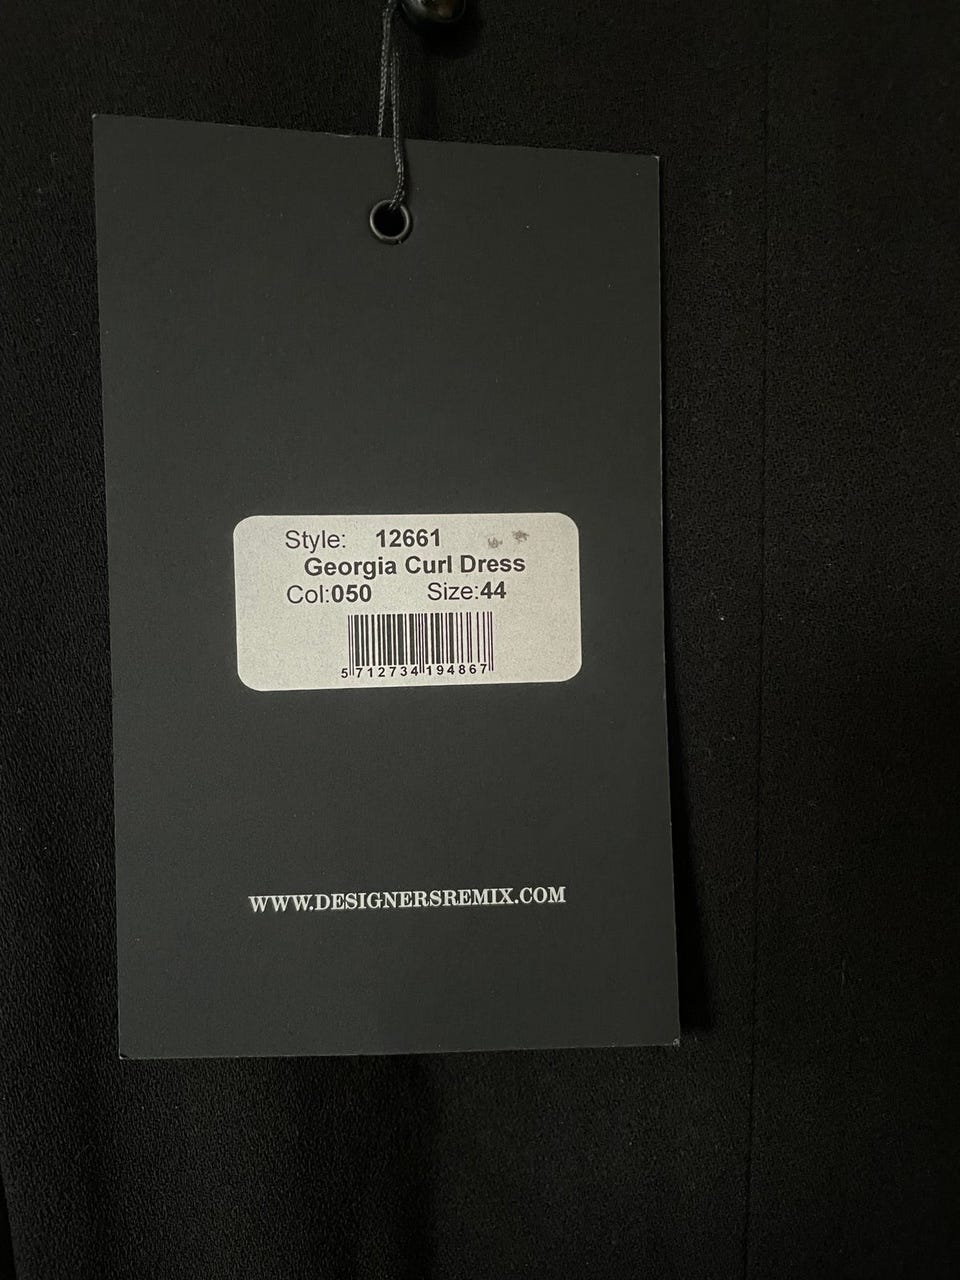 Style: 12661
Georgia Curl Dress
Col:050 Size:44
5 712734 194867
WWW.DESIGNERSREMIX.COM